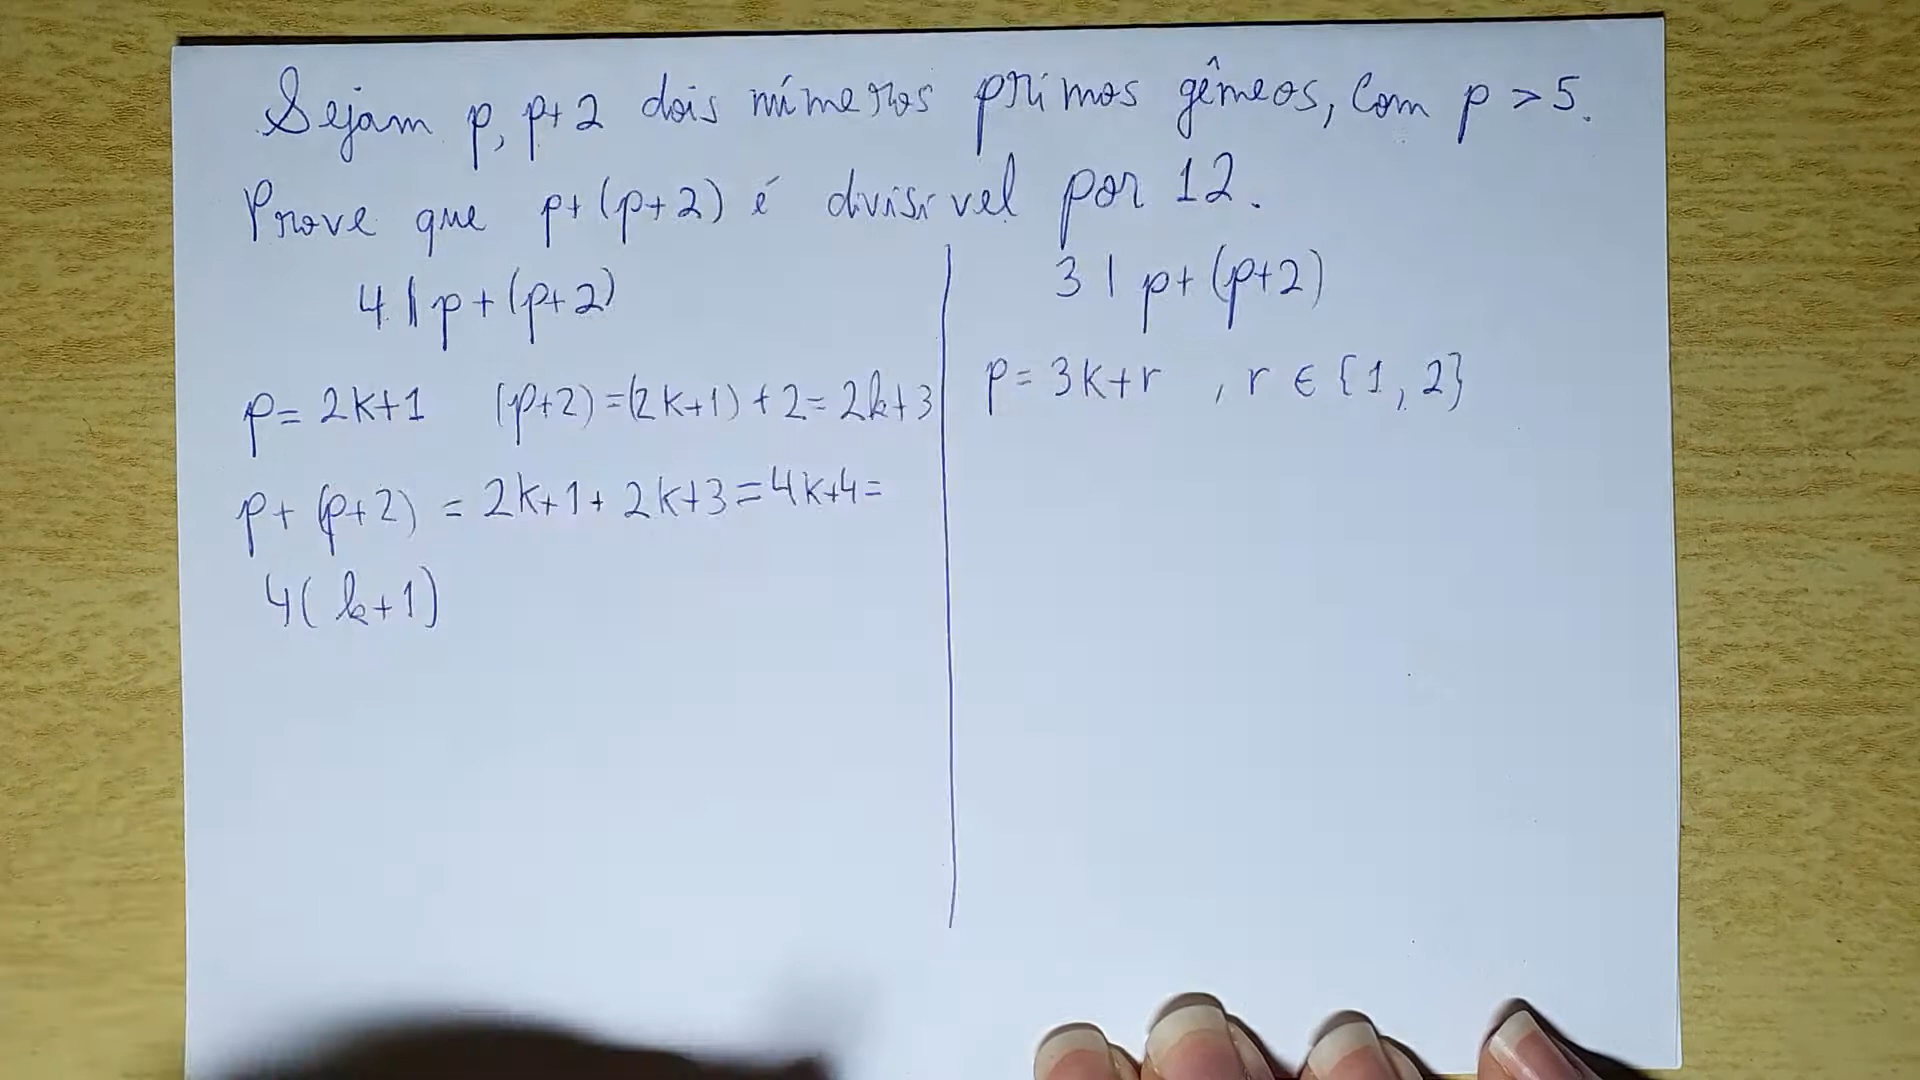 Sejam p, p+2 dois números primos gêmeos, com p > 5.
Prove que p+(p+2) é divisível por 12.
4 | p + (p+2)
p = 2k+1 (p+2) = (2k+1) + 2 = 2k+3
p + (p+2) = 2k+1 + 2k+3 = 4k+4 =
4( k+1)
3 | p+ (p+2)
p = 3k+r , r ∈ {1, 2}